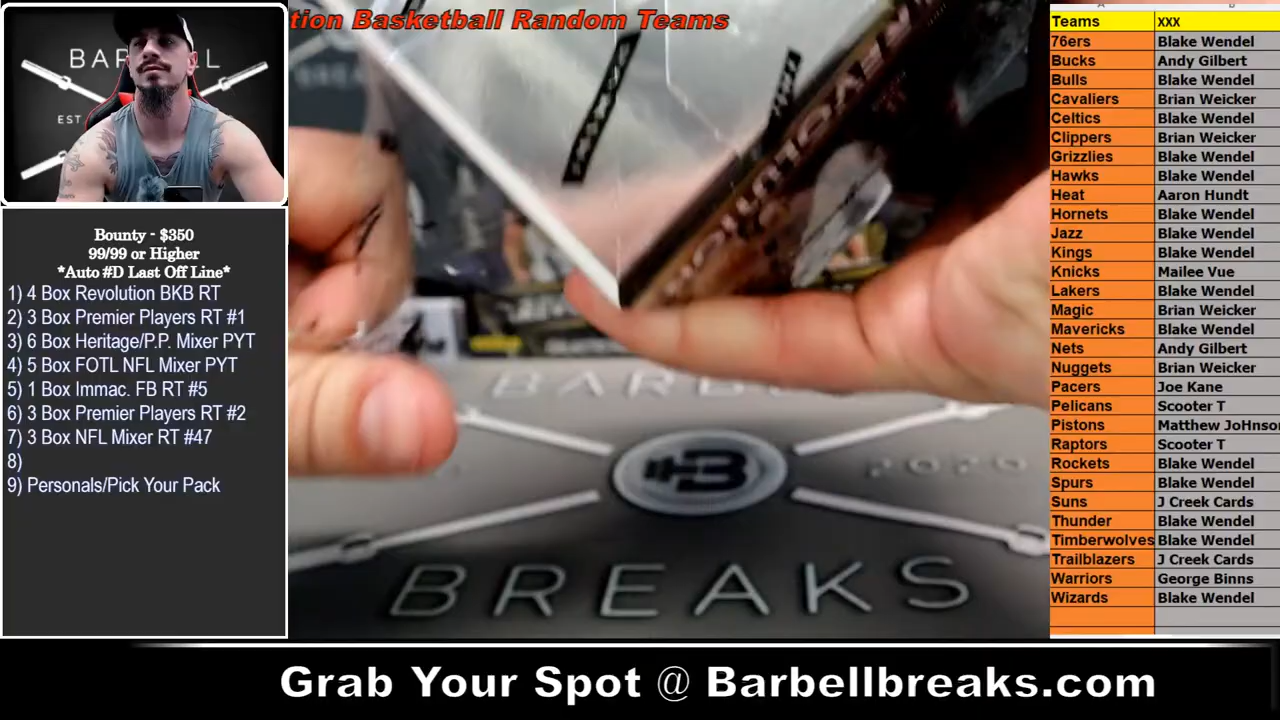 tion Basketball Random Teams
BAR
L
EST
Bounty - $350
99/99 or Higher
*Auto #D Last Off Line*
1) 4 Box Revolution BKB RT
2) 3 Box Premier Players RT #1
3) 6 Box Heritage/P.P. Mixer PYT
4) 5 Box FOTL NFL Mixer PYT
5) 1 Box Immac. FB RT #5
6) 3 Box Premier Players RT #2
7) 3 Box NFL Mixer RT #47
8)
9) Personals/Pick Your Pack
REVOLUTION
BARB
2020
B
BREAKS
A B
Teams XXX
76ers Blake Wendel
Bucks Andy Gilbert
Bulls Blake Wendel
Cavaliers Brian Weicker
Celtics Blake Wendel
Clippers Brian Weicker
Grizzlies Blake Wendel
Hawks Blake Wendel
Heat Aaron Hundt
Hornets Blake Wendel
Jazz Blake Wendel
Kings Blake Wendel
Knicks Mailee Vue
Lakers Blake Wendel
Magic Brian Weicker
Mavericks Blake Wendel
Nets Andy Gilbert
Nuggets Brian Weicker
Pacers Joe Kane
Pelicans Scooter T
Pistons Matthew JoHnso
Raptors Scooter T
Rockets Blake Wendel
Spurs Blake Wendel
Suns J Creek Cards
Thunder Blake Wendel
Timberwolves Blake Wendel
Trailblazers J Creek Cards
Warriors George Binns
Wizards Blake Wendel
Grab Your Spot @ Barbellbreaks.com